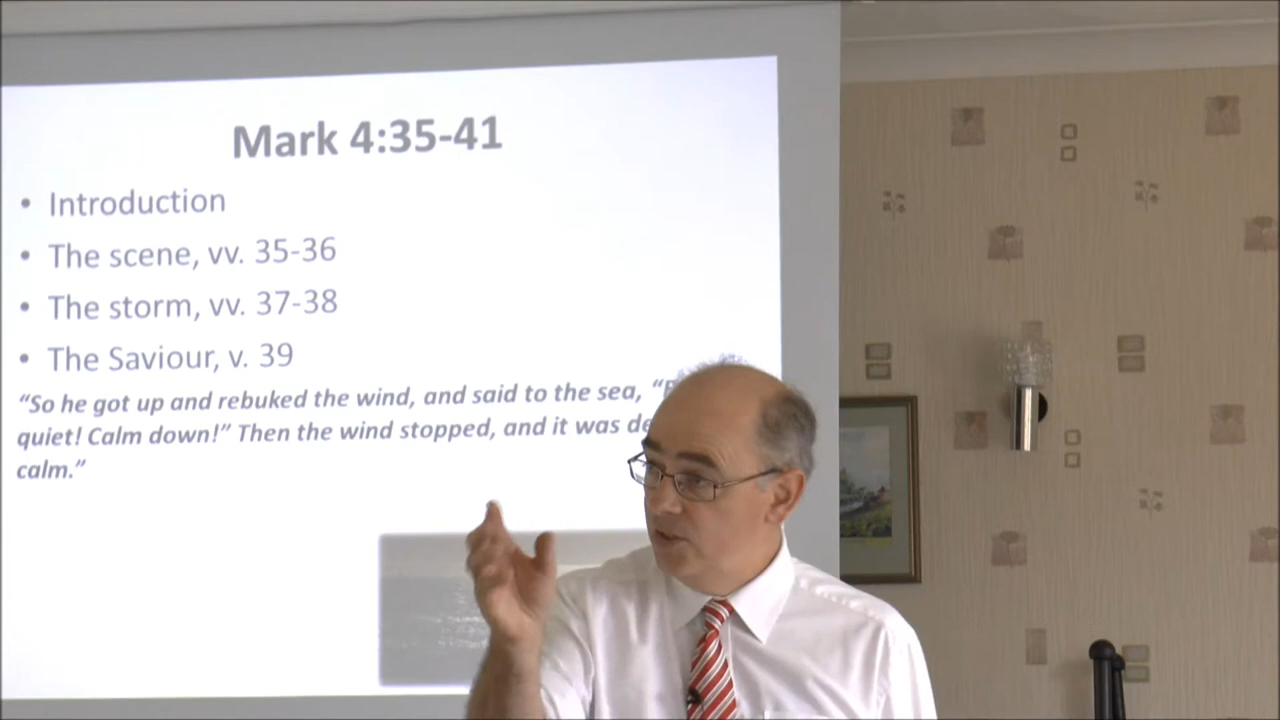 Mark 4:35-41
• Introduction
• The scene, vv. 35-36
• The storm, vv. 37-38
• The Saviour, v. 39
“So he got up and rebuked the wind, and said to the sea, “
quiet! Calm down!” Then the wind stopped, and it was
calm.”